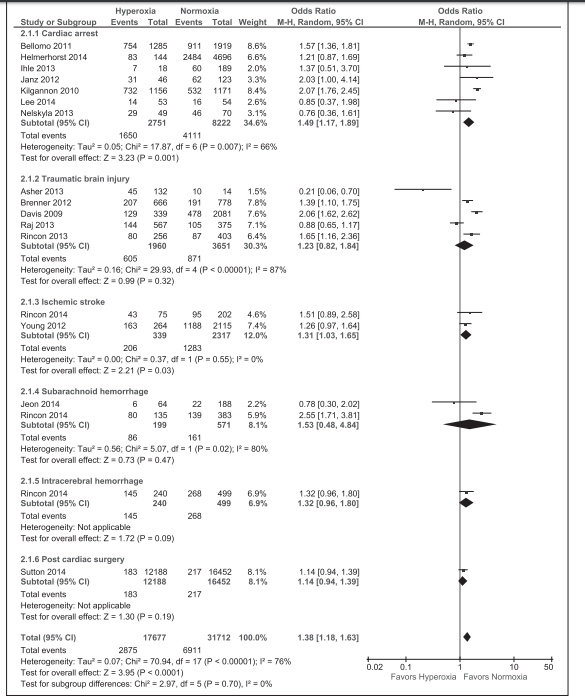 Hyperoxia Normoxia Odds Ratio Odds Ratio
Study or Subgroup Events Total Events Total Weight M-H, Random, 95% CI M-H, Random, 95% CI
2.1.1 Cardiac arrest
Bellomo 2011 754 1285 911 1919 8.6% 1.57 [1.36, 1.81]
Helmerhorst 2014 83 144 2484 4696 6.9% 1.21 [0.87, 1.69]
Ihle 2013 7 18 60 189 2.2% 1.37 [0.51, 3.70]
Janz 2012 31 46 62 123 3.5% 2.03 [1.00, 4.14]
Kilgannon 2010 732 1156 532 1171 8.4% 2.07 [1.76, 2.45]
Lee 2014 14 53 16 54 2.8% 0.85 [0.37, 1.98]
Nelskyla 2013 29 49 46 70 3.3% 0.76 [0.36, 1.61]
Subtotal (95% CI) 2751 8222 34.6% 1.49 [1.17, 1.89]
Total events 1650 4111
Heterogeneity: Tau² = 0.05; Chi² = 17.87, df = 6 (P = 0.007); I² = 66%
Test for overall effect: Z = 3.23 (P = 0.001)
2.1.2 Traumatic brain injury
Asher 2013 45 132 10 14 1.5% 0.21 [0.06, 0.70]
Brenner 2012 207 666 191 778 7.9% 1.39 [1.10, 1.75]
Davis 2009 129 339 478 2081 7.8% 2.06 [1.62, 2.62]
Raj 2013 144 567 105 375 7.2% 0.88 [0.65, 1.17]
Rincon 2013 80 256 87 403 6.6% 1.65 [1.16, 2.36]
Subtotal (95% CI) 1960 3651 30.3% 1.23 [0.82, 1.84]
Total events 605 871
Heterogeneity: Tau² = 0.16; Chi² = 29.93, df = 4 (P < 0.00001); I² = 87%
Test for overall effect: Z = 0.99 (P = 0.32)
2.1.3 Ischemic stroke
Rincon 2014 43 75 95 202 4.6% 1.51 [0.89, 2.58]
Young 2012 163 264 1188 2115 7.4% 1.26 [0.97, 1.64]
Subtotal (95% CI) 339 2317 12.0% 1.31 [1.03, 1.65]
Total events 206 1283
Heterogeneity: Tau² = 0.00; Chi² = 0.37, df = 1 (P = 0.55); I² = 0%
Test for overall effect: Z = 2.21 (P = 0.03)
2.1.4 Subarachnoid hemorrhage
Jeon 2014 6 64 22 188 2.2% 0.78 [0.30, 2.02]
Rincon 2014 80 135 139 383 5.9% 2.55 [1.71, 3.81]
Subtotal (95% CI) 199 571 8.1% 1.53 [0.48, 4.84]
Total events 86 161
Heterogeneity: Tau² = 0.56; Chi² = 5.07, df = 1 (P = 0.02); I² = 80%
Test for overall effect: Z = 0.73 (P = 0.47)
2.1.5 Intracerebral hemorrhage
Rincon 2014 145 240 268 499 6.9% 1.32 [0.96, 1.80]
Subtotal (95% CI) 240 499 6.9% 1.32 [0.96, 1.80]
Total events 145 268
Heterogeneity: Not applicable
Test for overall effect: Z = 1.72 (P = 0.09)
2.1.6 Post cardiac surgery
Sutton 2014 183 12188 217 16452 8.1% 1.14 [0.94, 1.39]
Subtotal (95% CI) 12188 16452 8.1% 1.14 [0.94, 1.39]
Total events 183 217
Heterogeneity: Not applicable
Test for overall effect: Z = 1.30 (P = 0.19)
Total (95% CI) 17677 31712 100.0% 1.38 [1.18, 1.63]
Total events 2875 6911
Heterogeneity: Tau² = 0.07; Chi² = 70.94, df = 17 (P < 0.00001); I² = 76%
Test for overall effect: Z = 3.95 (P < 0.0001)
Test for subgroup differences: Chi² = 2.97, df = 5 (P = 0.70), I² = 0%
0.02 0.1 1 10 50
Favors Hyperoxia Favors Normoxia